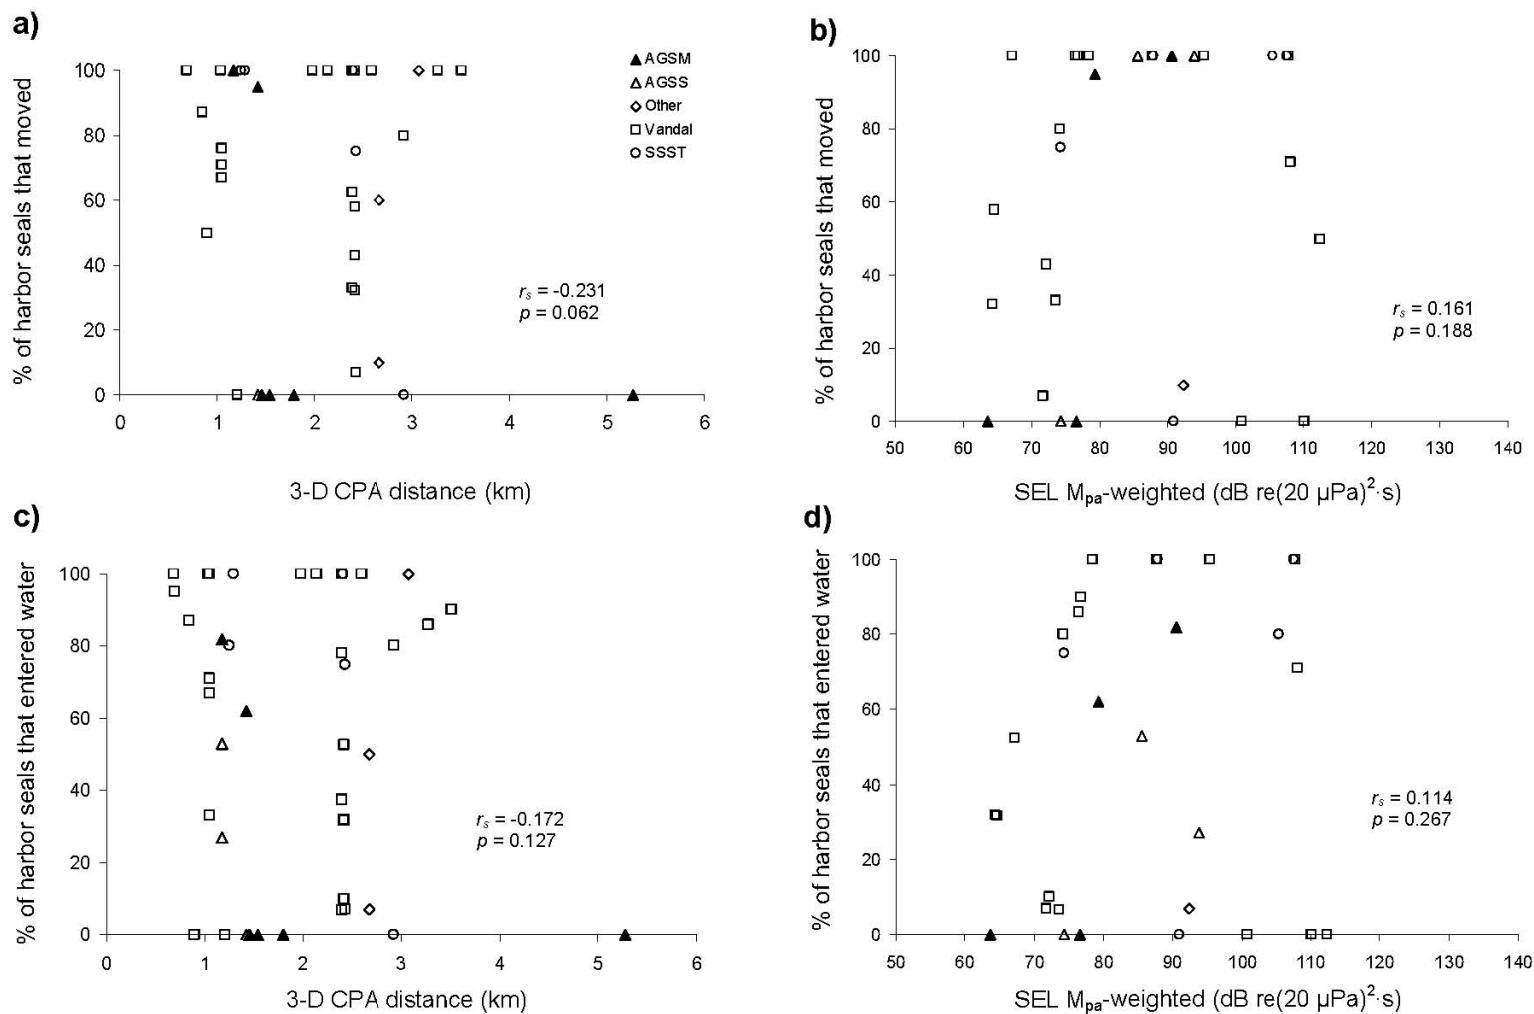 a)
% of harbor seals that moved
100
80
60
40
20
0
0 1 2 3 4 5 6
3-D CPA distance (km)
AGSM
AGSS
Other
Vandal
SSST
rs = -0.231
p = 0.062
b)
% of harbor seals that moved
100
80
60
40
20
0
50 60 70 80 90 100 110 120 130 140
SEL Mpa-weighted (dB re(20 µPa)²·s)
rs = 0.161
p = 0.188
c)
% of harbor seals that entered water
100
80
60
40
20
0
0 1 2 3 4 5 6
3-D CPA distance (km)
rs = -0.172
p = 0.127
d)
% of harbor seals that entered water
100
80
60
40
20
0
50 60 70 80 90 100 110 120 130 140
SEL Mpa-weighted (dB re(20 µPa)²·s)
rs = 0.114
p = 0.267